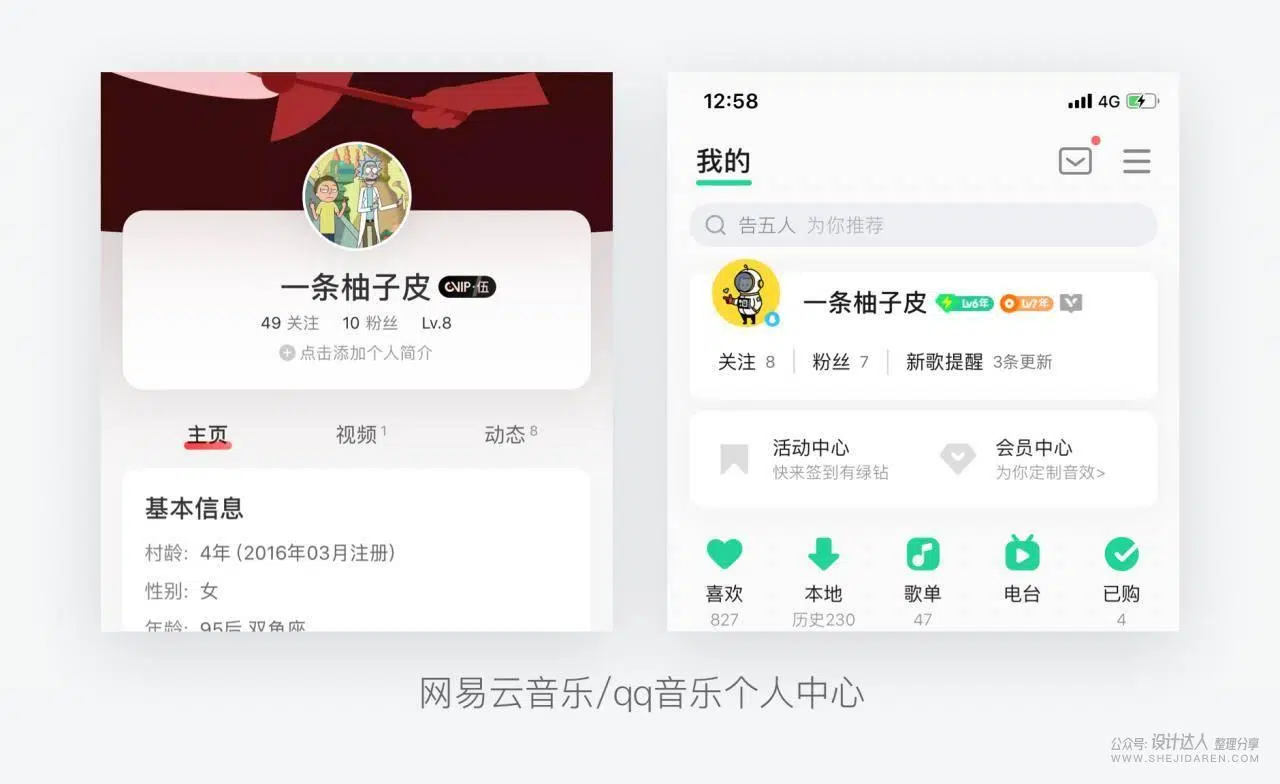 一条柚子皮 CVIP·伍
49 关注 10 粉丝 Lv.8
点击添加个人简介
主页 视频 1 动态 8
基本信息
村龄: 4年 (2016年03月注册)
性别: 女
年龄: 95后 双鱼座
12:58 4G
我的
告五人 为你推荐
一条柚子皮 Lv6年 Lv7年
关注 8 粉丝 7 新歌提醒 3条更新
活动中心 会员中心
快来签到有绿钻 为你定制音效>
喜欢 本地 歌单 电台 已购
827 历史230 47 4
网易云音乐/qq音乐个人中心
公众号: 设计达人 整理分享
WWW.SHEJIDAREN.COM